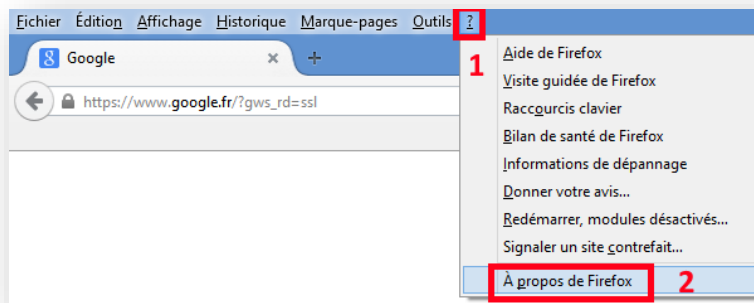 Fichier Édition Affichage Historique Marque-pages Outils ?
1
8 Google × +
https://www.google.fr/?gws_rd=ssl
Aide de Firefox
Visite guidée de Firefox
Raccourcis clavier
Bilan de santé de Firefox
Informations de dépannage
Donner votre avis...
Redémarrer, modules désactivés...
Signaler un site contrefait...
À propos de Firefox 2